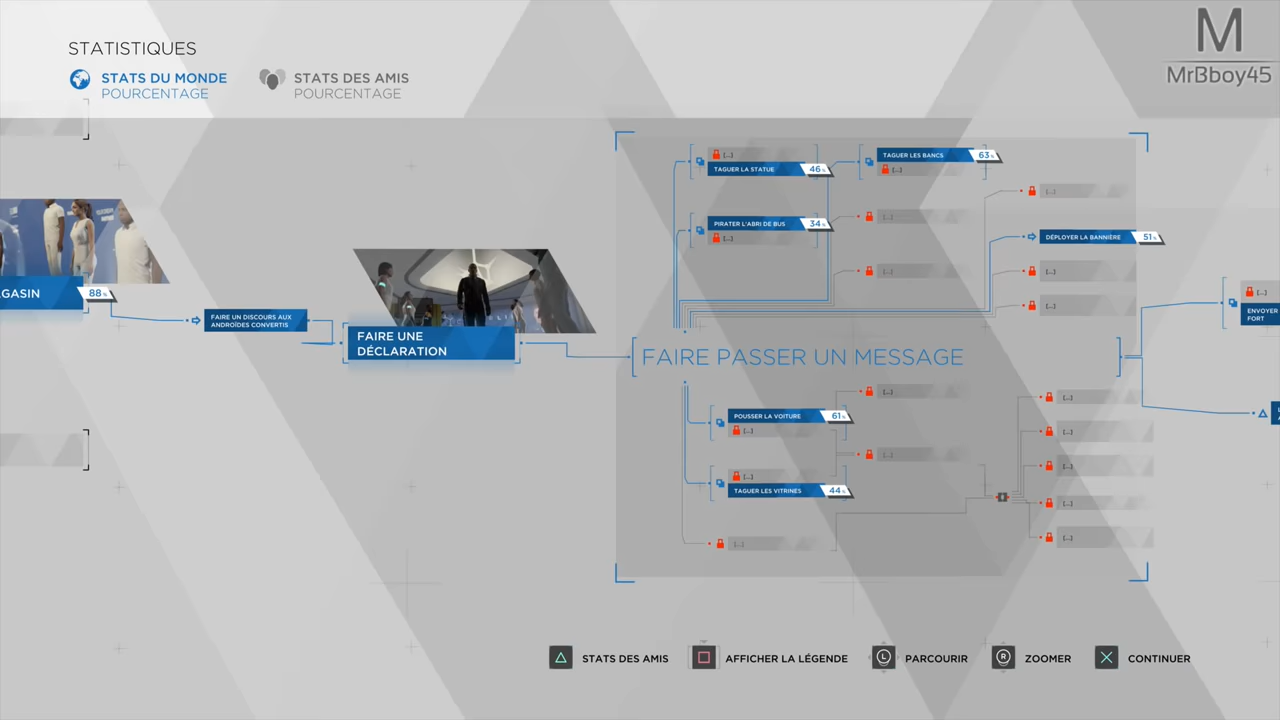 STATISTIQUES
STATS DU MONDE
POURCENTAGE
STATS DES AMIS
POURCENTAGE
M
MrBboy45
[...]
TAGUER LA STATUE 46%
TAGUER LES BANCS 63%
[...]
[...]
PIRATER L'ABRI DE BUS 34%
[...]
[...]
DÉPLOYER LA BANNIÈRE 51%
[...]
[...]
[...]
AGASIN 88%
FAIRE UN DISCOURS AUX
ANDROÏDES CONVERTIS
FAIRE UNE
DÉCLARATION
FAIRE PASSER UN MESSAGE
[...]
ENVOYER
FORT
[...]
POUSSER LA VOITURE 61%
[...]
[...]
[...]
TAGUER LES VITRINES 44%
[...]
[...]
[...]
[...]
[...]
[...]
STATS DES AMIS
AFFICHER LA LÉGENDE
L
PARCOURIR
R
ZOOMER
CONTINUER